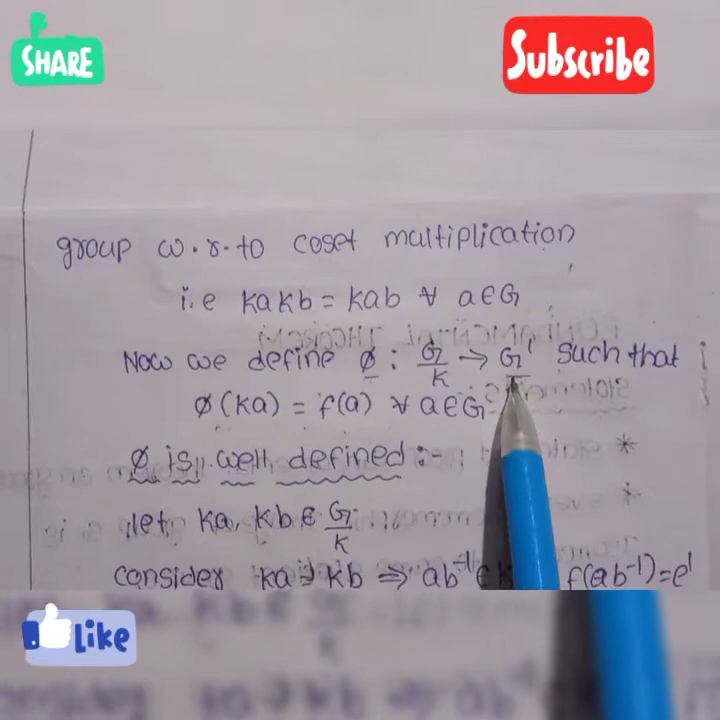 SHARE
Subscribe
group w.r.to coset multiplication
i.e kakb = kab ∀ a∈G
Now we define ø : G/K → G' such that
ø(ka) = f(a) ∀ a∈G
ø is well defined :-
let ka, kb ∈ G/K
consider ka = kb ⇒ ab⁻¹ ∈ f(ab⁻¹)=e'
Like